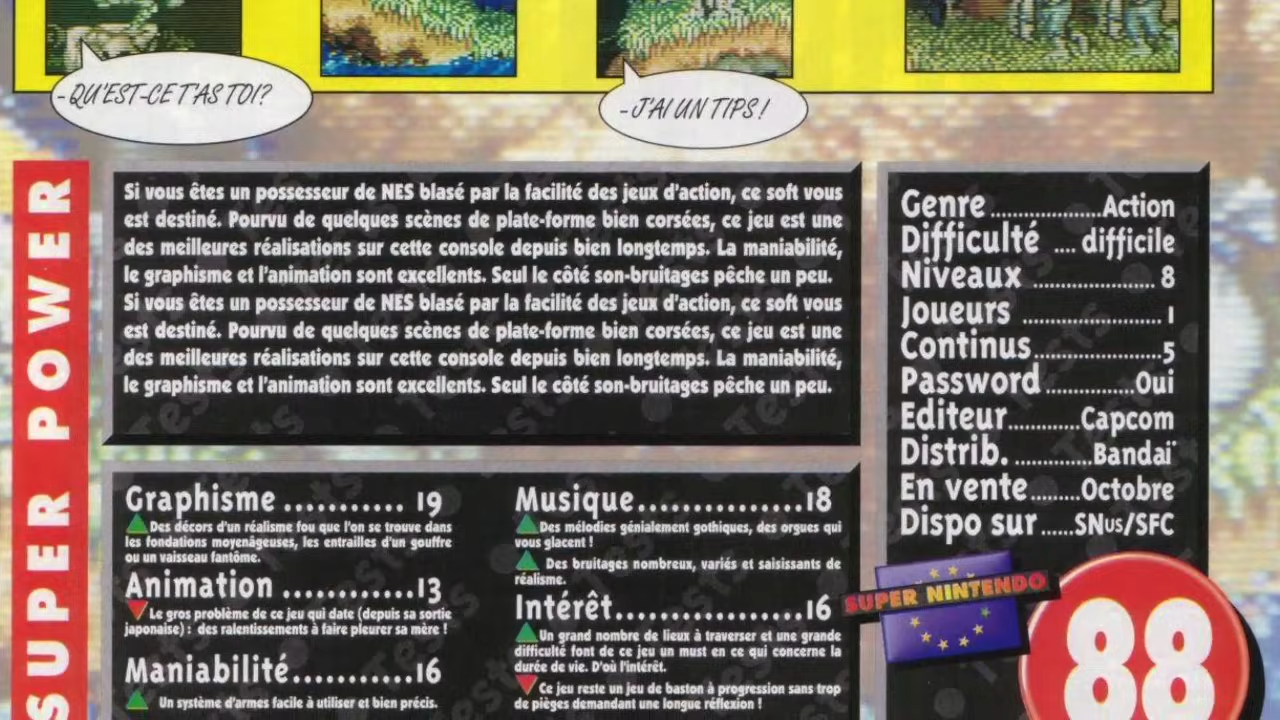 - QU'EST-CE T'AS TOI?
- J'AI UN TIPS !
SUPER POWER
Si vous êtes un possesseur de NES blasé par la facilité des jeux d'action, ce soft vous
est destiné. Pourvu de quelques scènes de plate-forme bien corsées, ce jeu est une
des meilleures réalisations sur cette console depuis bien longtemps. La maniabilité,
le graphisme et l'animation sont excellents. Seul le côté son-bruitages pêche un peu.
Si vous êtes un possesseur de NES blasé par la facilité des jeux d'action, ce soft vous
est destiné. Pourvu de quelques scènes de plate-forme bien corsées, ce jeu est une
des meilleures réalisations sur cette console depuis bien longtemps. La maniabilité,
le graphisme et l'animation sont excellents. Seul le côté son-bruitages pêche un peu.
Graphisme ............ 19
Des décors d'un réalisme fou que l'on se trouve dans
les fondations moyenâgeuses, les entrailles d'un gouffre
ou un vaisseau fantôme.
Animation ............13
Le gros problème de ce jeu qui date (depuis sa sortie
japonaise) : des ralentissements à faire pleurer sa mère !
Maniabilité............16
Un système d'armes facile à utiliser et bien précis.
Musique................18
Des mélodies génialement gothiques, des orgues qui
vous glacent !
Des bruitages nombreux, variés et saisissants de
réalisme.
Intérêt..................16
Un grand nombre de lieux à traverser et une grande
difficulté font de ce jeu un must en ce qui concerne la
durée de vie. D'où l'intérêt.
Ce jeu reste un jeu de baston à progression sans trop
de pièges demandant une longue réflexion !
Genre ....................Action
Difficulté .... difficile
Niveaux ...................... 8
Joueurs ......................... 1
Continus.......................5
Password ................Oui
Editeur.............Capcom
Distrib. ..............Bandaï
En vente.........Octobre
Dispo sur ......SNUS/SFC
SUPER NINTENDO
88